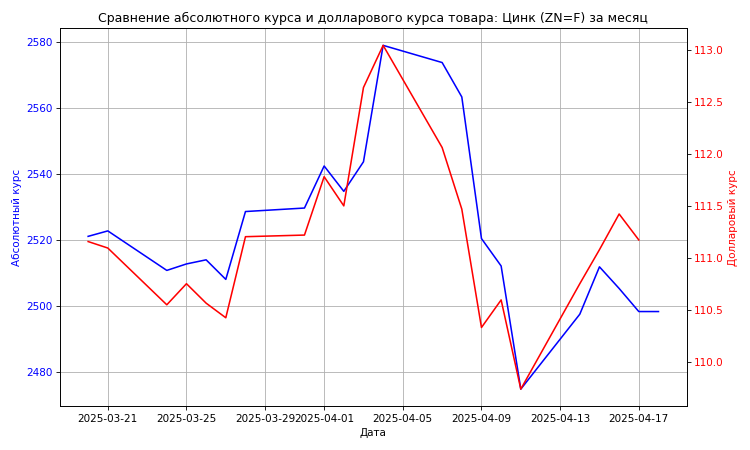 Сравнение абсолютного курса и долларового курса товара: Цинк (ZN=F) за месяц
2580
2560
2540
2520
2500
2480
Абсолютный курс
113.0
112.5
112.0
111.5
111.0
110.5
110.0
Долларовый курс
2025-03-21 2025-03-25 2025-03-29 2025-04-01 2025-04-05 2025-04-09 2025-04-13 2025-04-17
Дата